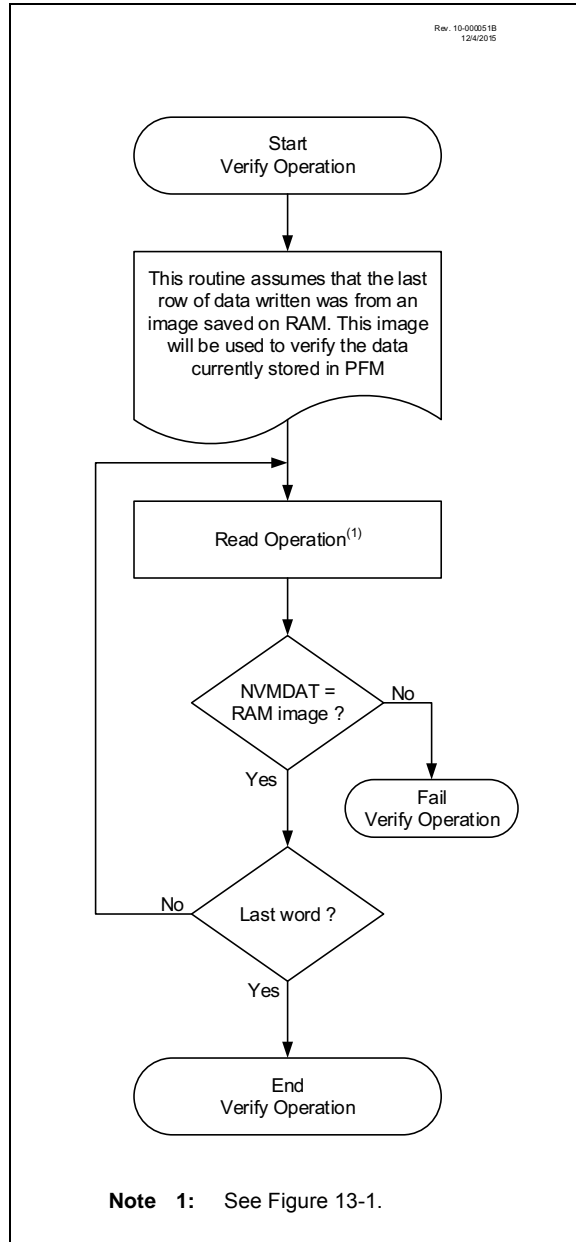 Rev. 10-000051B
12/4/2015
Start
Verify Operation
This routine assumes that the last
row of data written was from an
image saved on RAM. This image
will be used to verify the data
currently stored in PFM
Read Operation(1)
NVMDAT =
RAM image ?
No
Yes
Fail
Verify Operation
No
Last word ?
Yes
End
Verify Operation
Note 1: See Figure 13-1.